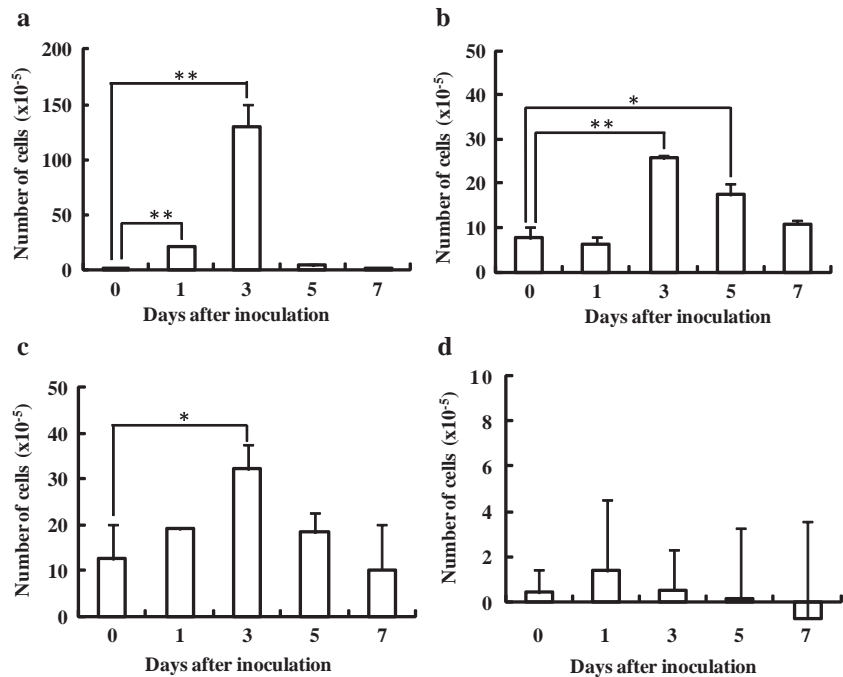 a
Number of cells (x10-5)
200
150
100
50
0
**
**
0 1 3 5 7
Days after inoculation
b
Number of cells (x10-5)
50
40
30
20
10
0
*
**
0 1 3 5 7
Days after inoculation
c
Number of cells (x10-5)
50
40
30
20
10
0
*
0 1 3 5 7
Days after inoculation
d
Number of cells (x10-5)
10
8
6
4
2
0
0 1 3 5 7
Days after inoculation